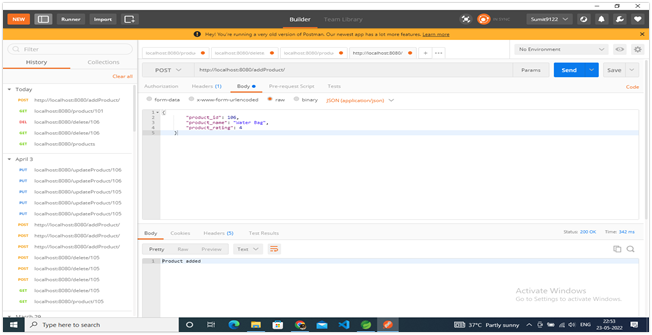 NEW Runner Import Builder Team Library IN SYNC Sumit9122
Hey! You're running a very old version of Postman. Our newest app has a lot more features. Learn more
Filter
History Collections
Clear all
Today
POST http://localhost:8080/addProduct/
GET localhost:8080/product/101
DEL localhost:8080/delete/106
GET localhost:8080/delete/106
GET localhost:8080/products
April 3
PUT localhost:8080/updateProduct/106
PUT localhost:8080/updateProduct/105
PUT localhost:8080/updateProduct/105
PUT localhost:8080/updateProduct/105
POST http://localhost:8080/addProduct/
POST http://localhost:8080/addProduct/
POST http://localhost:8080/addProduct/
POST localhost:8080/delete/105
GET localhost:8080/delete/105
POST localhost:8080/delete/105
GET localhost:8080/delete/105
GET localhost:8080/product/105
March 29
localhost:8080/produ localhost:8080/delete localhost:8080/produ http://localhost:8080/ + ...
No Environment
POST http://localhost:8080/addProduct/ Params Send Save
Authorization Headers (1) Body Pre-request Script Tests Code
form-data x-www-form-urlencoded raw binary JSON (application/json)
1 {
2 "product_id": 106,
3 "product_name": "Water Bag",
4 "product_rating": 4
5 }
Body Cookies Headers (5) Test Results Status: 200 OK Time: 342 ms
Pretty Raw Preview Text
1 Product added
Activate Windows
Go to Settings to activate Windows.
Type here to search
37°C Partly sunny ENG 22:53
23-05-2022